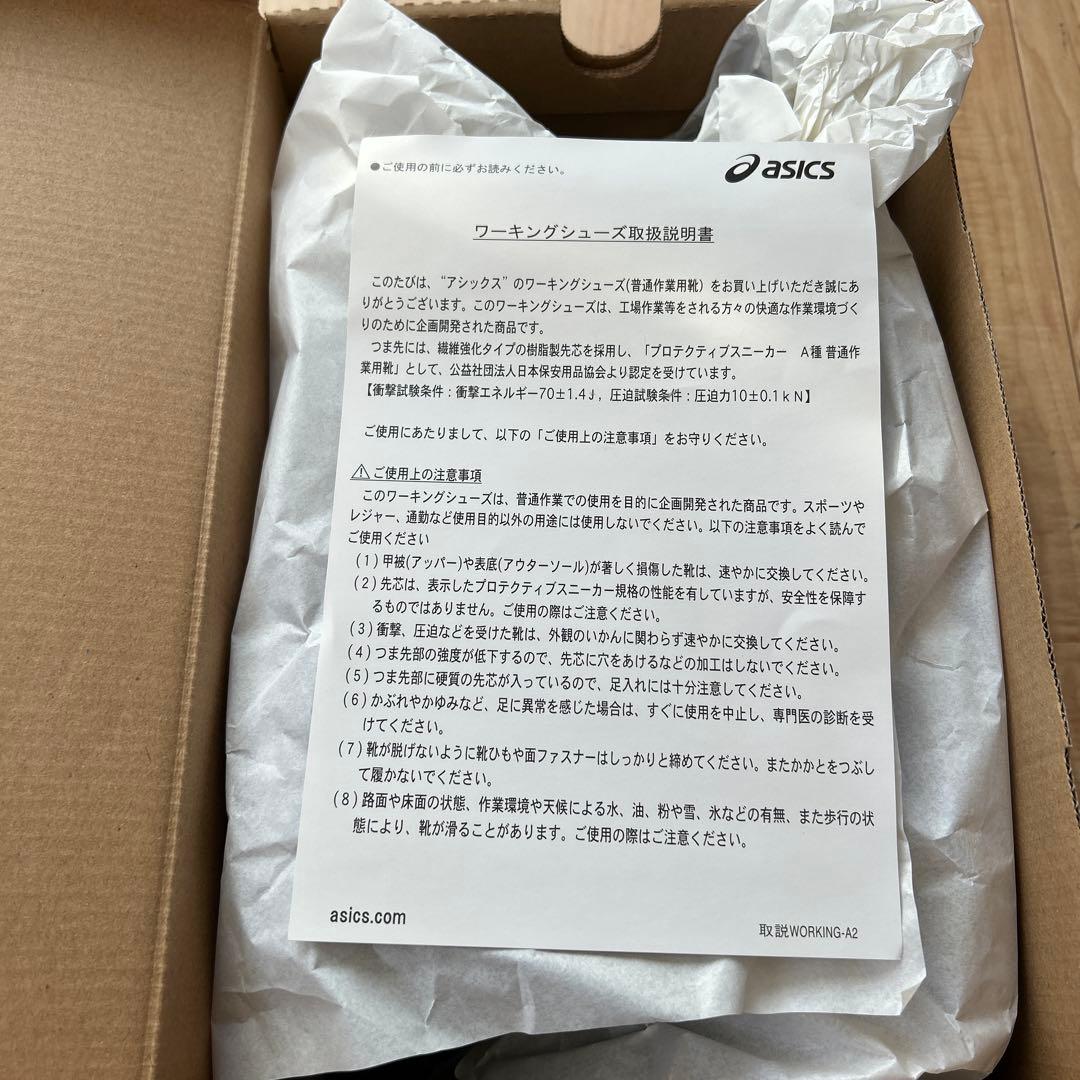 ●ご使用の前に必ずお読みください。
asics
ワーキングシューズ取扱説明書
このたびは、“アシックス”のワーキングシューズ(普通作業用靴) をお買い上げいただき誠にあ
りがとうございます。このワーキングシューズは、工場作業等をされる方々の快適な作業環境づく
りのために企画開発された商品です。
つま先には、繊維強化タイプの樹脂製先芯を採用し、「プロテクティブスニーカー　A種 普通作
業用靴」として、公益社団法人日本保安用品協会より認定を受けています。
【衝撃試験条件：衝撃エネルギー70±1.4J，圧迫試験条件：圧迫力10±0.1kN】
ご使用にあたりまして、以下の「ご使用上の注意事項」をお守りください。
⚠ご使用上の注意事項
このワーキングシューズは、普通作業での使用を目的に企画開発された商品です。スポーツや
レジャー、通勤など使用目的以外の用途には使用しないでください。以下の注意事項をよく読んで
ご使用ください
(1)甲被(アッパー)や表底(アウターソール)が著しく損傷した靴は、速やかに交換してください。
(2)先芯は、表示したプロテクティブスニーカー規格の性能を有していますが、安全性を保障す
るものではありません。ご使用の際はご注意ください。
(3)衝撃、圧迫などを受けた靴は、外観のいかんに関わらず速やかに交換してください。
(4)つま先部の強度が低下するので、先芯に穴をあけるなどの加工はしないでください。
(5)つま先部に硬質の先芯が入っているので、足入れには十分注意してください。
(6)かぶれやかゆみなど、足に異常を感じた場合は、すぐに使用を中止し、専門医の診断を受
けてください。
(7)靴が脱げないように靴ひもや面ファスナーはしっかりと締めてください。またかかとをつぶし
て履かないでください。
(8)路面や床面の状態、作業環境や天候による水、油、粉や雪、氷などの有無、また歩行の状
態により、靴が滑ることがあります。ご使用の際はご注意ください。
asics.com
取説WORKING-A2